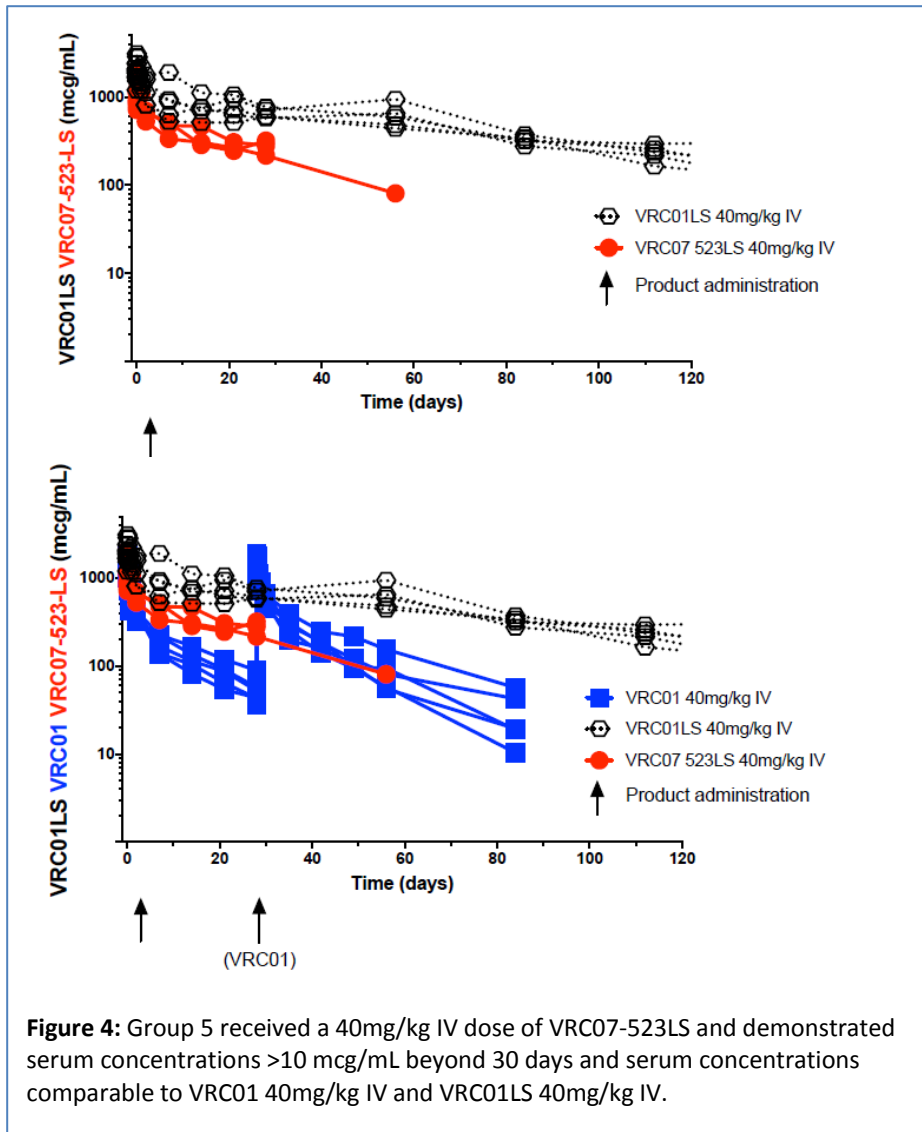 VRC01LS VRC07-523-LS (mcg/mL)
1000
100
10
0
20
40
60
80
100
120
Time (days)
VRC01LS 40mg/kg IV
VRC07 523LS 40mg/kg IV
Product administration
VRC01LS VRC01 VRC07-523-LS (mcg/mL)
1000
100
10
0
20
40
60
80
100
120
Time (days)
VRC01 40mg/kg IV
VRC01LS 40mg/kg IV
VRC07 523LS 40mg/kg IV
Product administration
(VRC01)
Figure 4: Group 5 received a 40mg/kg IV dose of VRC07-523LS and demonstrated
serum concentrations >10 mcg/mL beyond 30 days and serum concentrations
comparable to VRC01 40mg/kg IV and VRC01LS 40mg/kg IV.